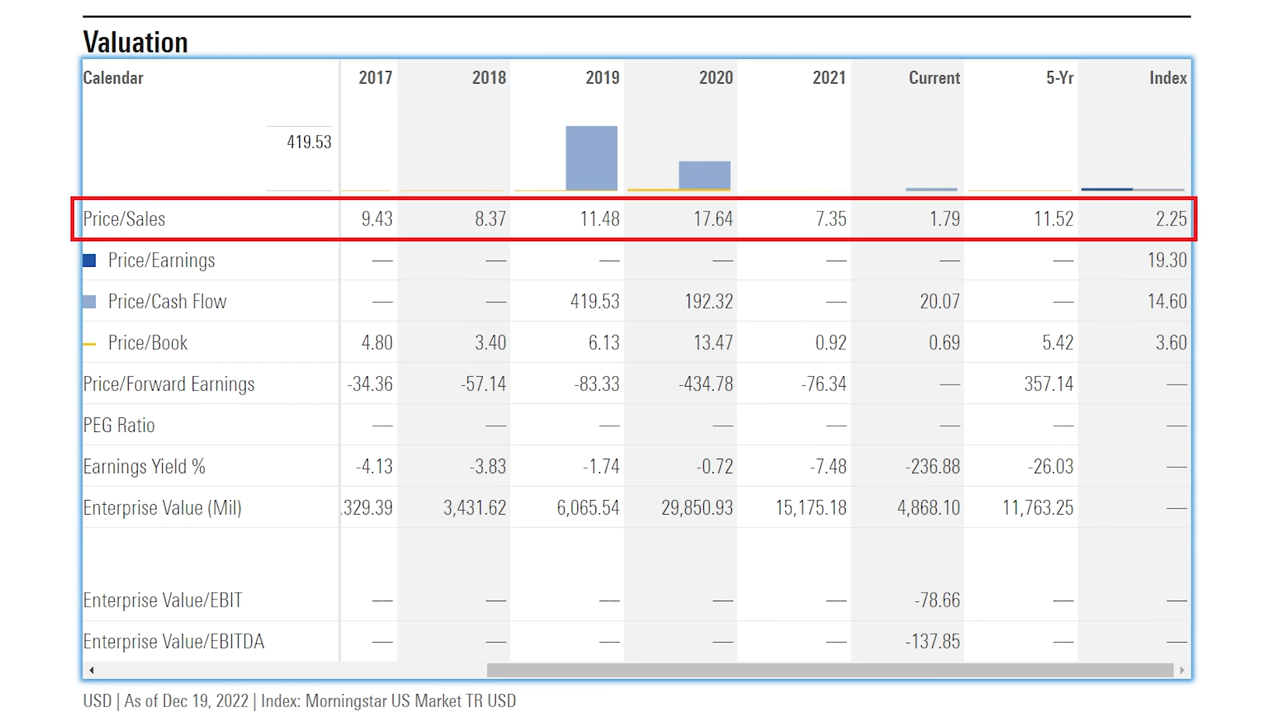 Valuation
Calendar 2017 2018 2019 2020 2021 Current 5-Yr Index
419.53
Price/Sales 9.43 8.37 11.48 17.64 7.35 1.79 11.52 2.25
Price/Earnings — — — — — — — 19.30
Price/Cash Flow — — 419.53 192.32 — 20.07 — 14.60
Price/Book 4.80 3.40 6.13 13.47 0.92 0.69 5.42 3.60
Price/Forward Earnings -34.36 -57.14 -83.33 -434.78 -76.34 — 357.14 —
PEG Ratio — — — — — — — —
Earnings Yield % -4.13 -3.83 -1.74 -0.72 -7.48 -236.88 -26.03 —
Enterprise Value (Mil) ,329.39 3,431.62 6,065.54 29,850.93 15,175.18 4,868.10 11,763.25 —
Enterprise Value/EBIT — — — — — -78.66 — —
Enterprise Value/EBITDA — — — — — -137.85 — —
USD | As of Dec 19, 2022 | Index: Morningstar US Market TR USD